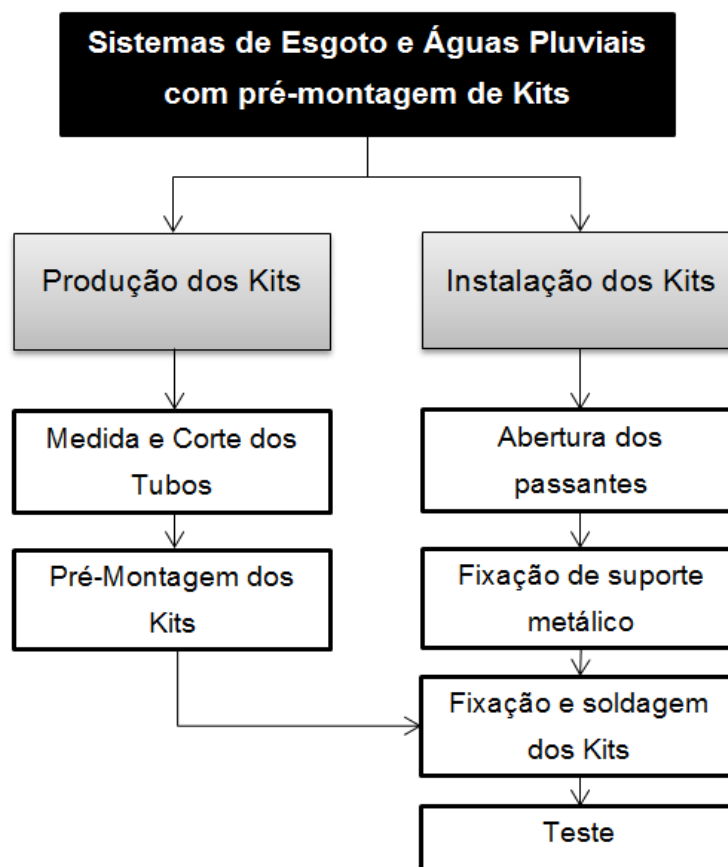 Sistemas de Esgoto e Águas Pluviais
com pré-montagem de Kits
Produção dos Kits
Instalação dos Kits
Medida e Corte dos
Tubos
Abertura dos
passantes
Pré-Montagem dos
Kits
Fixação de suporte
metálico
Fixação e soldagem
dos Kits
Teste